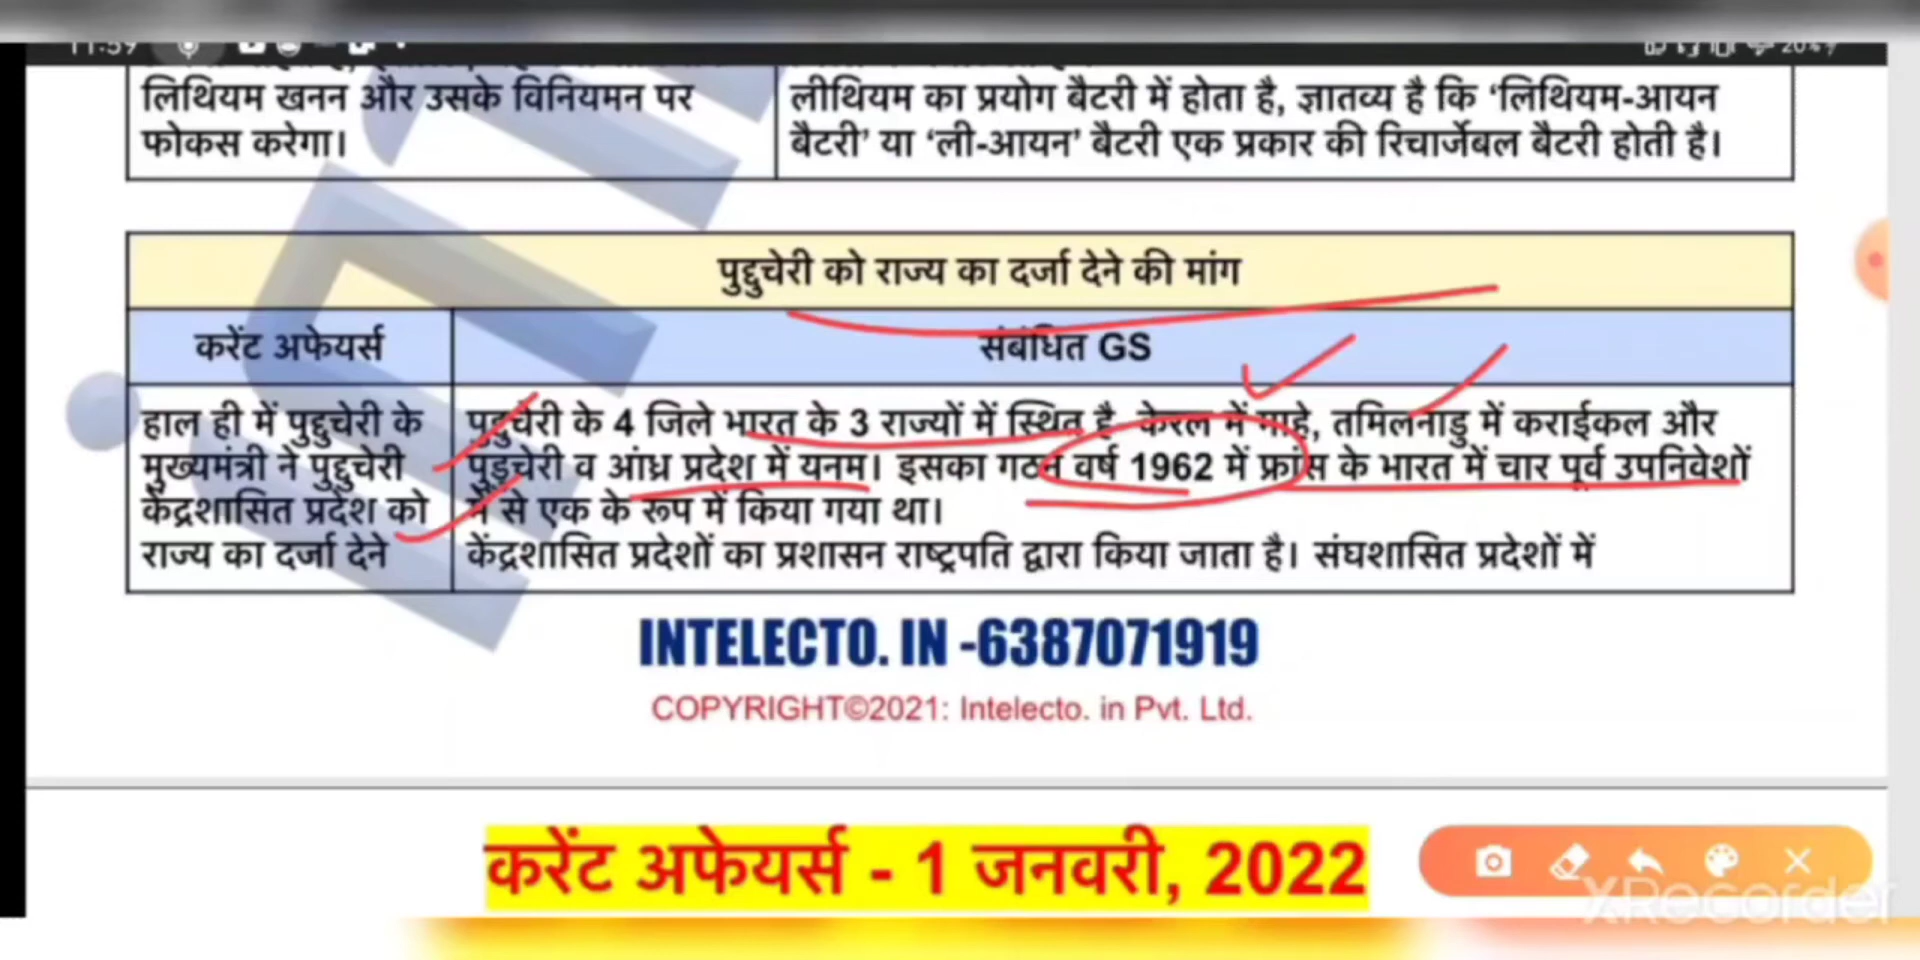 11:59
20%
लिथियम खनन और उसके विनियमन पर
फोकस करेगा।
लीथियम का प्रयोग बैटरी में होता है, ज्ञातव्य है कि 'लिथियम-आयन
बैटरी' या 'ली-आयन' बैटरी एक प्रकार की रिचार्जेबल बैटरी होती है।
पुद्दुचेरी को राज्य का दर्जा देने की मांग
करेंट अफेयर्स
संबंधित GS
हाल ही में पुद्दुचेरी के
मुख्यमंत्री ने पुद्दुचेरी
केंद्रशासित प्रदेश को
राज्य का दर्जा देने
पुद्दुचेरी के 4 जिले भारत के 3 राज्यों में स्थित है केरल में माहे, तमिलनाडु में कराईकल और
पुडुचेरी व आंध्र प्रदेश में यनम। इसका गठन वर्ष 1962 में फ्रांस के भारत में चार पूर्व उपनिवेशों
में से एक के रूप में किया गया था।
केंद्रशासित प्रदेशों का प्रशासन राष्ट्रपति द्वारा किया जाता है। संघशासित प्रदेशों में
INTELECTO. IN -6387071919
COPYRIGHT©2021: Intelecto. in Pvt. Ltd.
करेंट अफेयर्स - 1 जनवरी, 2022
XRecorder